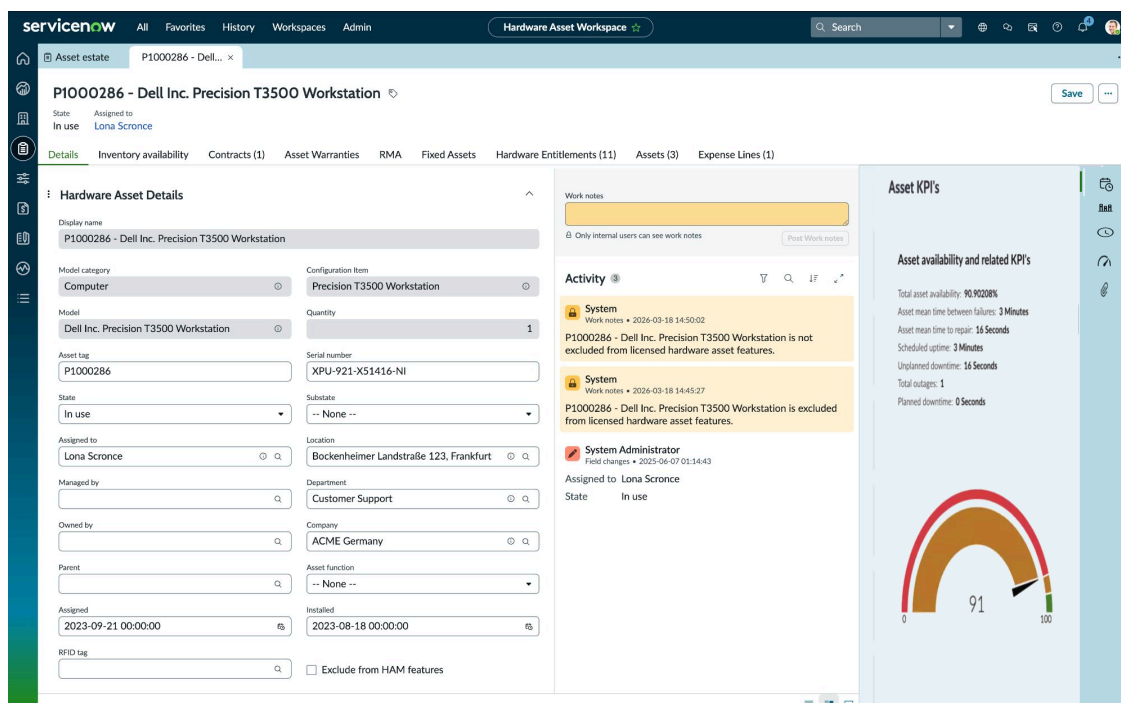 servicenow All Favorites History Workspaces Admin Hardware Asset Workspace Search 4
Asset estate P1000286 - Dell... ×
P1000286 - Dell Inc. Precision T3500 Workstation
Save ...
State Assigned to
In use Lona Scronce
Details Inventory availability Contracts (1) Asset Warranties RMA Fixed Assets Hardware Entitlements (11) Assets (3) Expense Lines (1)
Hardware Asset Details
Display name
P1000286 - Dell Inc. Precision T3500 Workstation
Model category Configuration Item
Computer Precision T3500 Workstation
Model Quantity
Dell Inc. Precision T3500 Workstation 1
Asset tag Serial number
P1000286 XPU-921-X51416-NI
State Substate
In use -- None --
Assigned to Location
Lona Scronce Bockenheimer Landstraße 123, Frankfurt
Managed by Department
Customer Support
Owned by Company
ACME Germany
Parent Asset function
-- None --
Assigned Installed
2023-09-21 00:00:00 2023-08-18 00:00:00
RFID tag
Exclude from HAM features
Work notes
Only internal users can see work notes Post Work notes
Activity 3
System
Work notes • 2026-03-18 14:50:02
P1000286 - Dell Inc. Precision T3500 Workstation is not
excluded from licensed hardware asset features.
System
Work notes • 2026-03-18 14:45:27
P1000286 - Dell Inc. Precision T3500 Workstation is excluded
from licensed hardware asset features.
System Administrator
Field changes • 2025-06-07 01:14:43
Assigned to Lona Scronce
State In use
Asset KPI's
Asset availability and related KPI's
Total asset availability: 90.90208%
Asset mean time between failures: 3 Minutes
Asset mean time to repair: 16 Seconds
Scheduled uptime: 3 Minutes
Unplanned downtime: 16 Seconds
Total outages: 1
Planned downtime: 0 Seconds
91
0 100